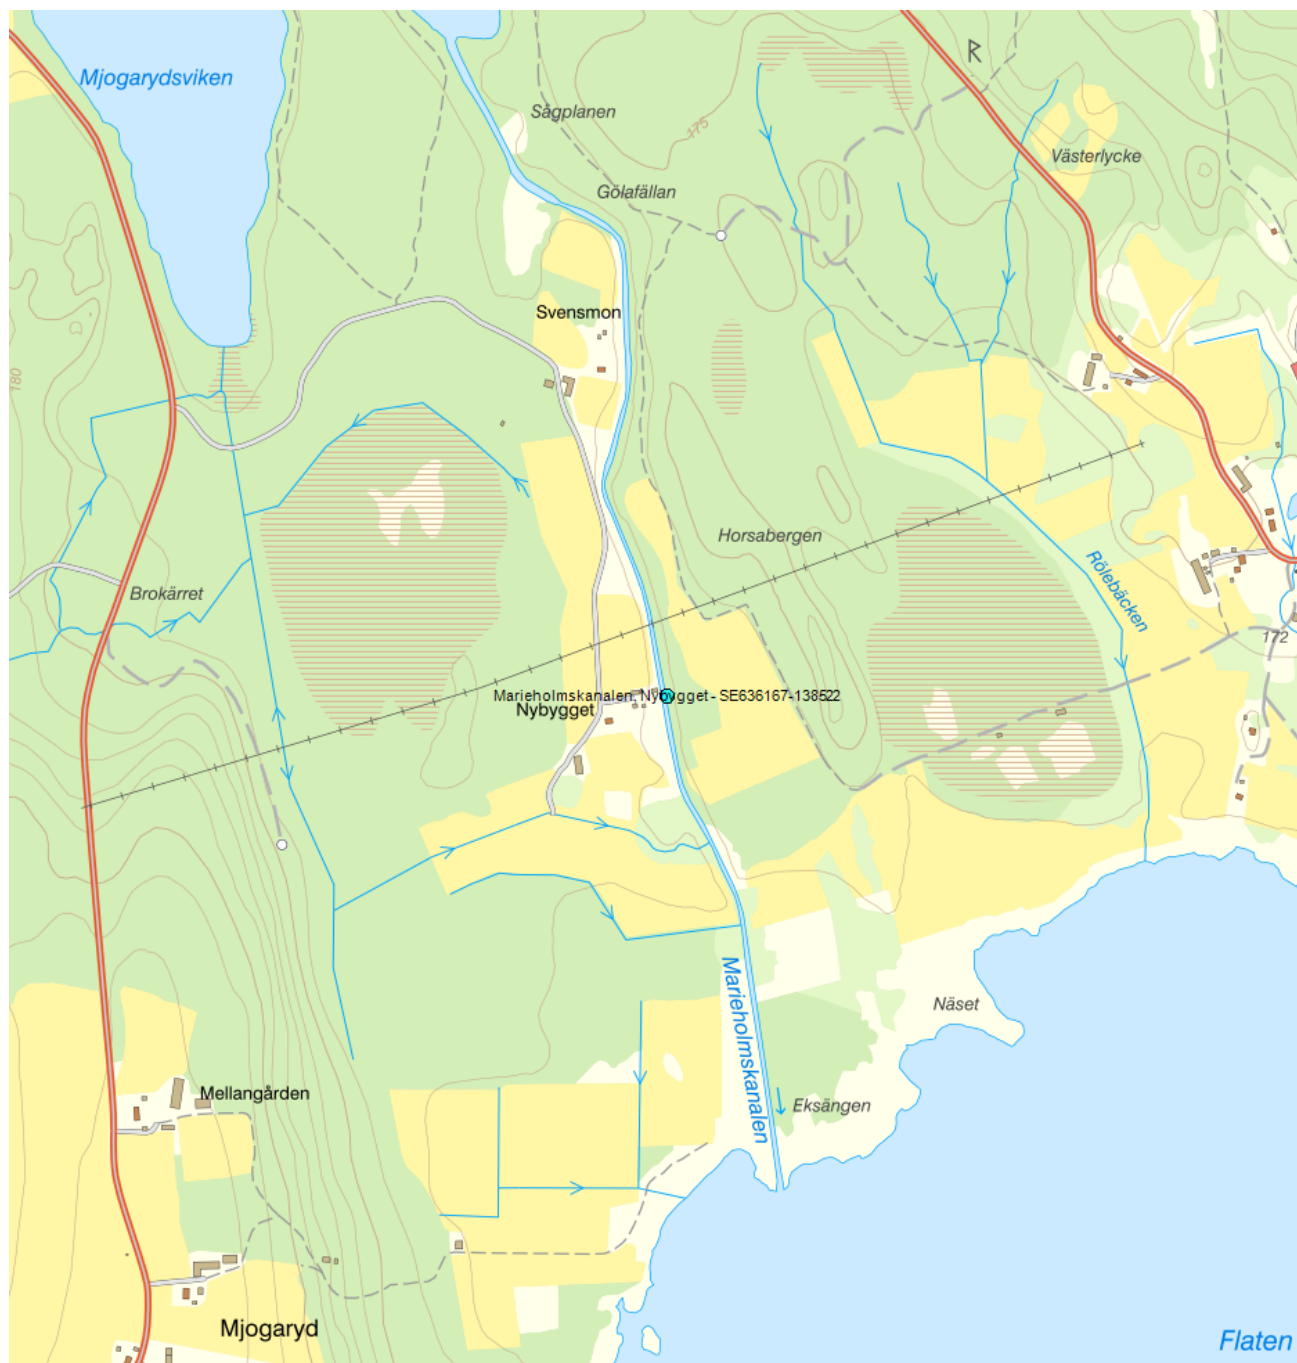 Mjogarydsviken
Sågplanen
R
175
Västerlycke
Gölafällan
Svensmon
180
Horsabergen
Rölebäcken
Brokärret
172
Marieholmskanalen, Nybygget - SE636167-138522
Nybygget
Marieholmskanalen
Näset
Mellangården
Eksängen
Mjogaryd
Flaten